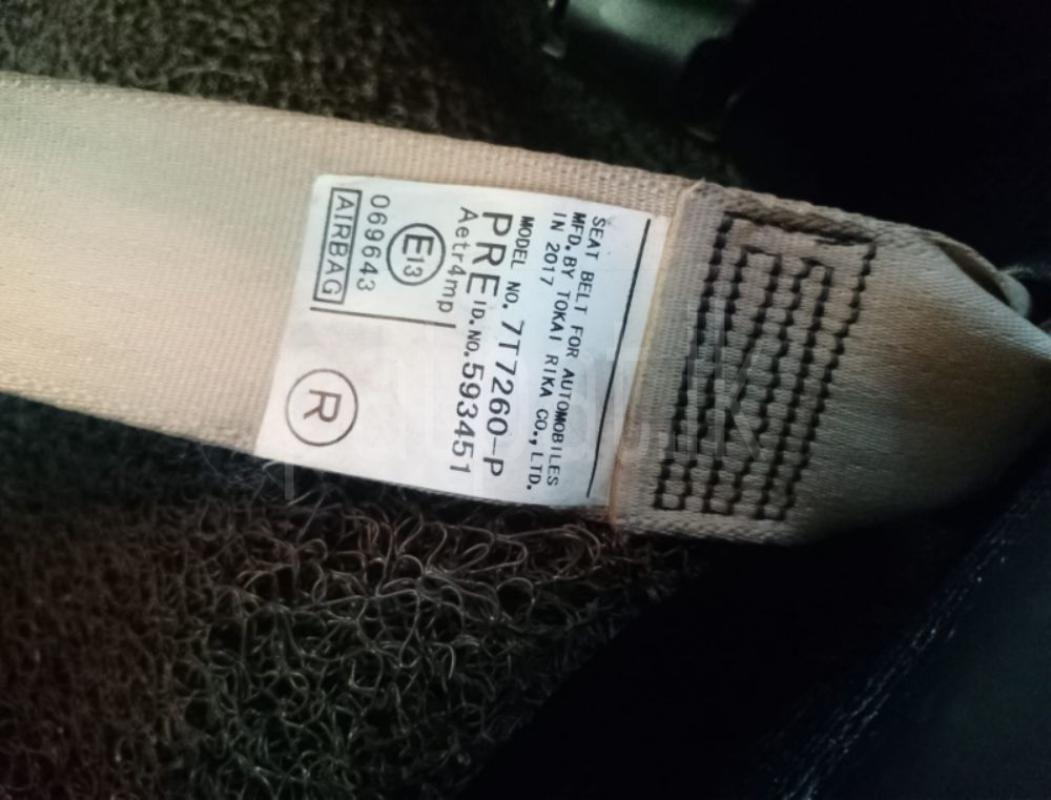 SEAT BELT FOR AUTOMOBILES
MFD. BY TOKAI RIKA CO., LTD.
IN 2017
MODEL NO. 7T7260-P
PRE ID. NO. 593451
Aetr4mp
E13
069643
AIRBAG
R